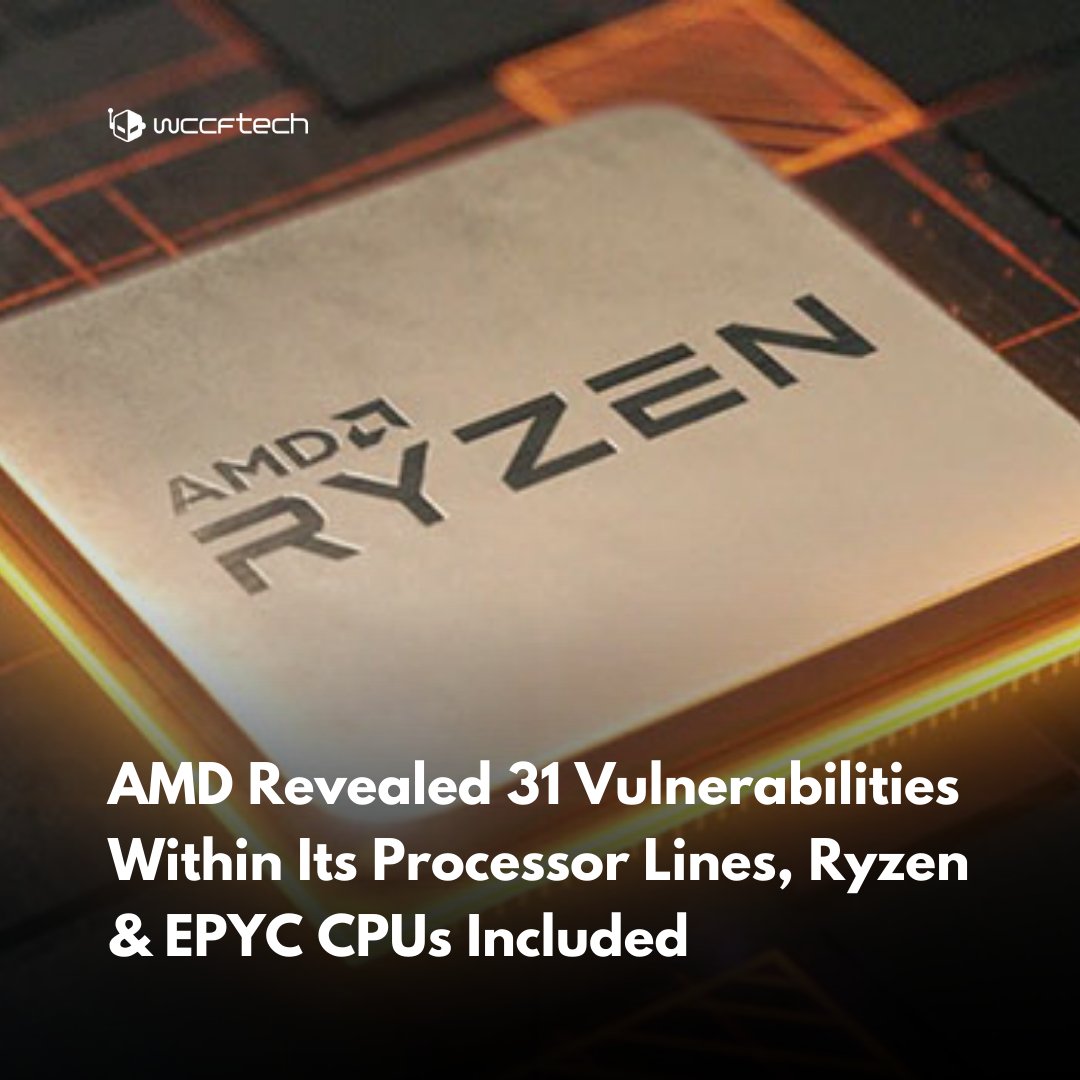 wccftech
AMD
RYZEN
AMD Revealed 31 Vulnerabilities
Within Its Processor Lines, Ryzen
& EPYC CPUs Included